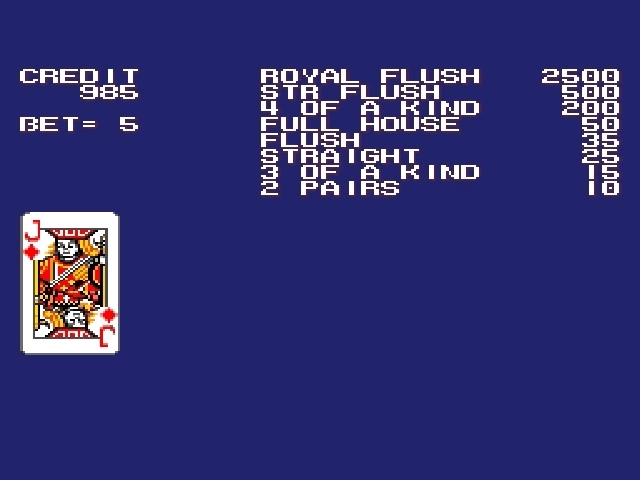 CREDIT
985
BET= 5
ROYAL FLUSH 2500
STR FLUSH 500
4 OF A KIND 200
FULL HOUSE 50
FLUSH 35
STRAIGHT 25
3 OF A KIND 15
2 PAIRS 10
J
J